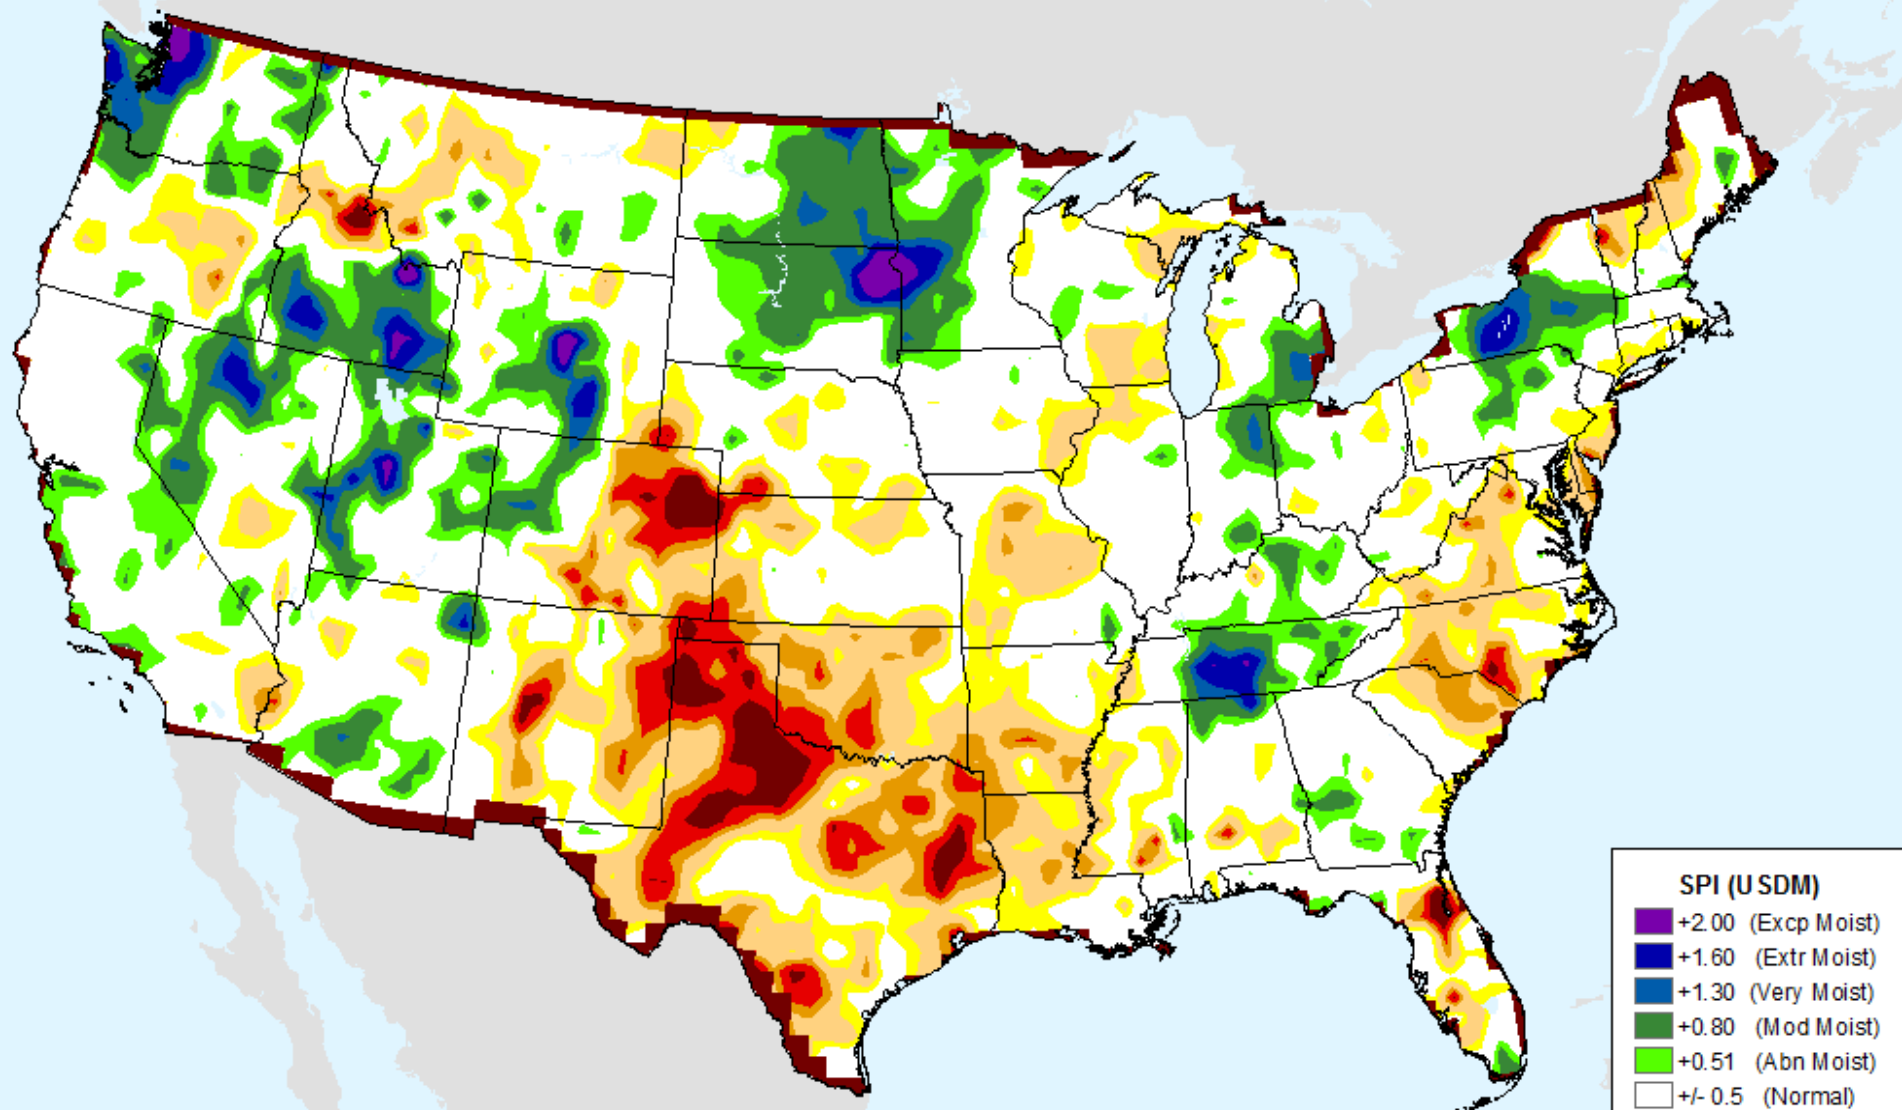 SPI (USDM)
+2.00 (Excp Moist)
+1.60 (Extr Moist)
+1.30 (Very Moist)
+0.80 (Mod Moist)
+0.51 (Abn Moist)
+/- 0.5 (Normal)